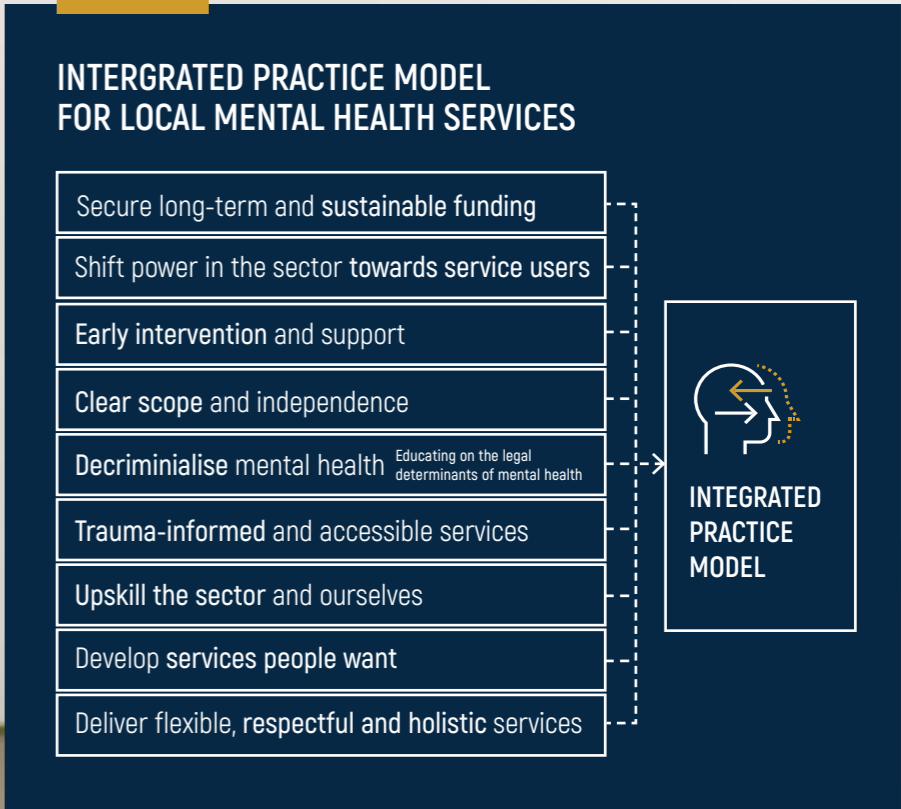 INTERGRATED PRACTICE MODEL
FOR LOCAL MENTAL HEALTH SERVICES
Secure long-term and sustainable funding
Shift power in the sector towards service users
Early intervention and support
Clear scope and independence
Decriminialise mental health
Educating on the legal
determinants of mental health
Trauma-informed and accessible services
Upskill the sector and ourselves
Develop services people want
Deliver flexible, respectful and holistic services
INTEGRATED
PRACTICE
MODEL